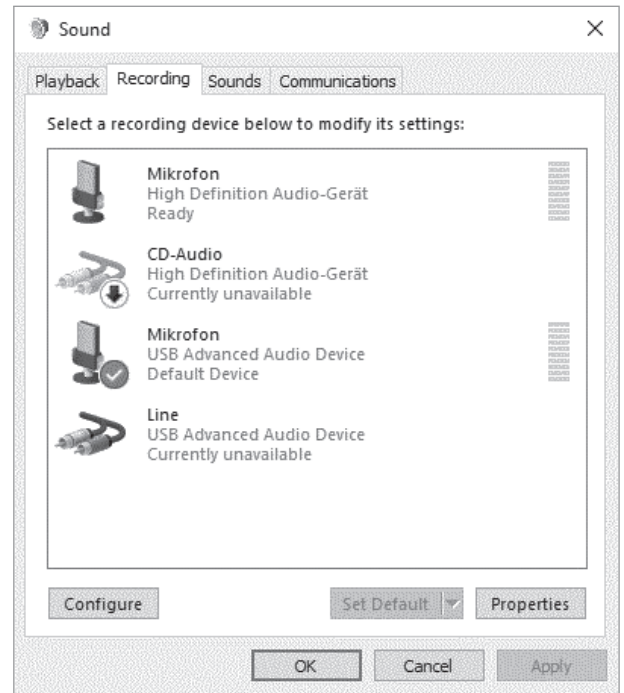 Sound
Playback Recording Sounds Communications
Select a recording device below to modify its settings:
Mikrofon
High Definition Audio-Gerät
Ready
CD-Audio
High Definition Audio-Gerät
Currently unavailable
Mikrofon
USB Advanced Audio Device
Default Device
Line
USB Advanced Audio Device
Currently unavailable
Configure Set Default Properties
OK Cancel Apply